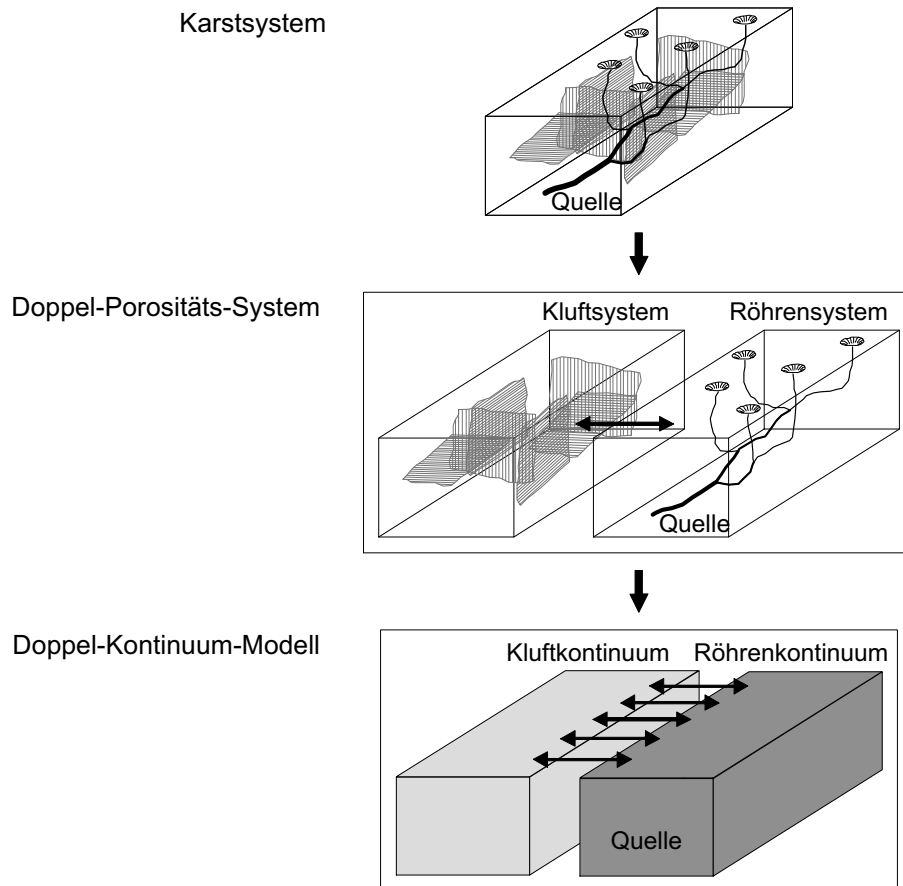 Karstsystem
Quelle
Doppel-Porositäts-System
Kluftsystem Röhrensystem
Quelle
Doppel-Kontinuum-Modell
Kluftkontinuum Röhrenkontinuum
Quelle